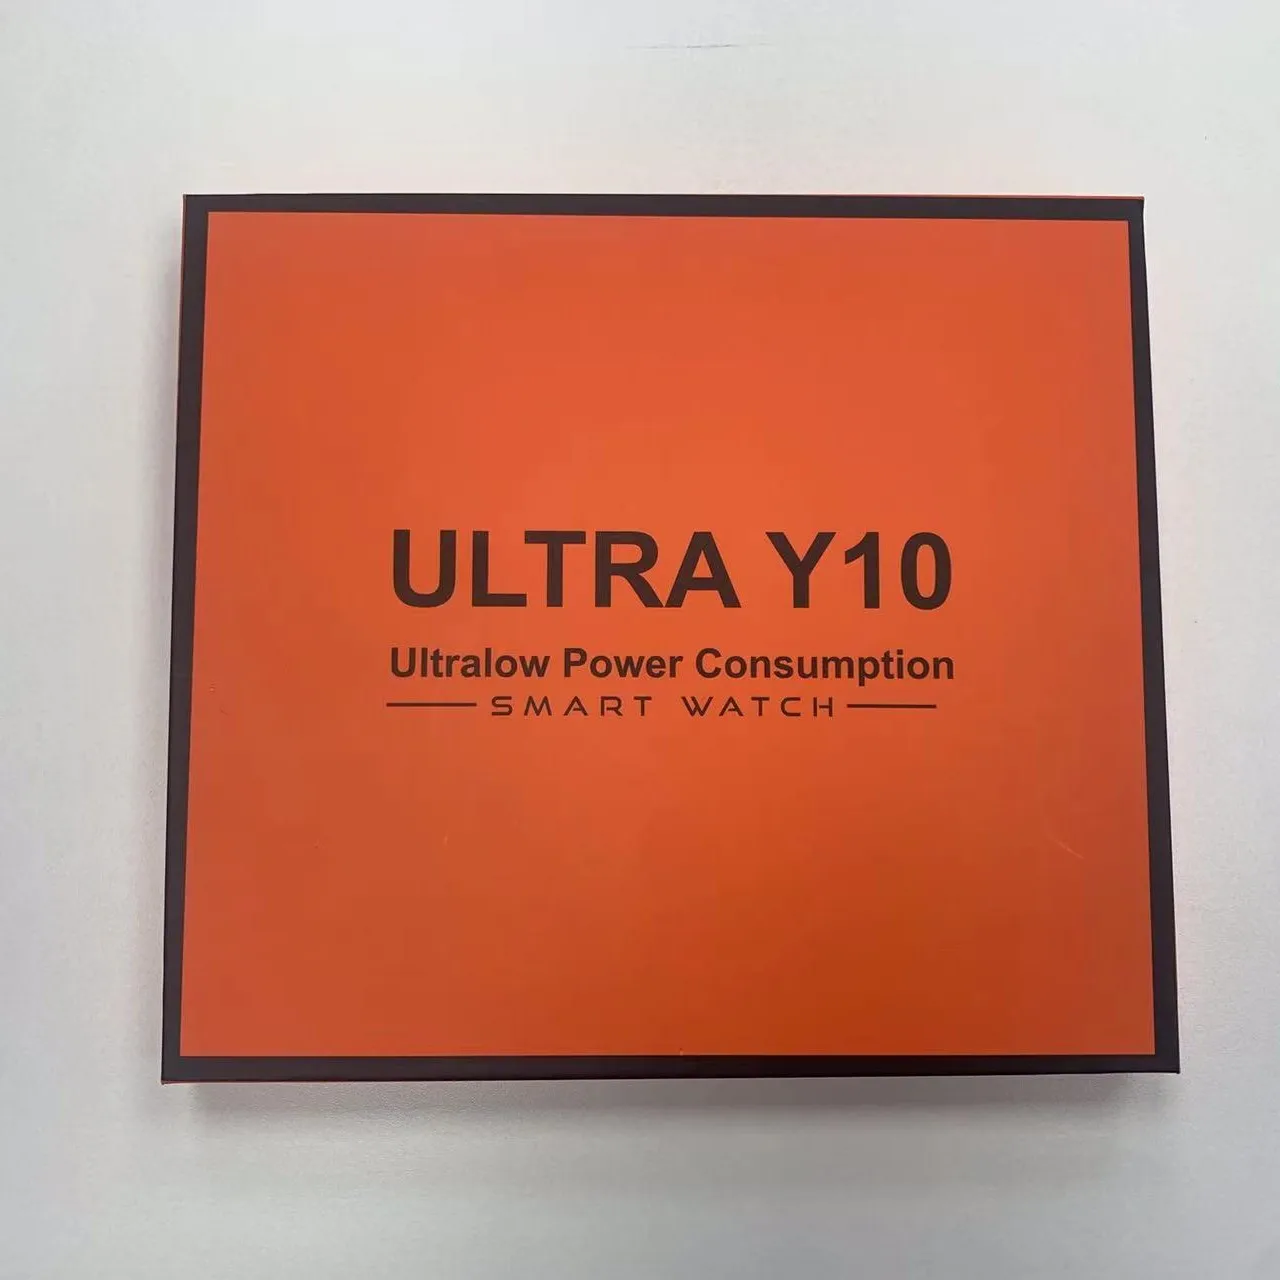 ULTRA Y10
Ultralow Power Consumption
SMART WATCH